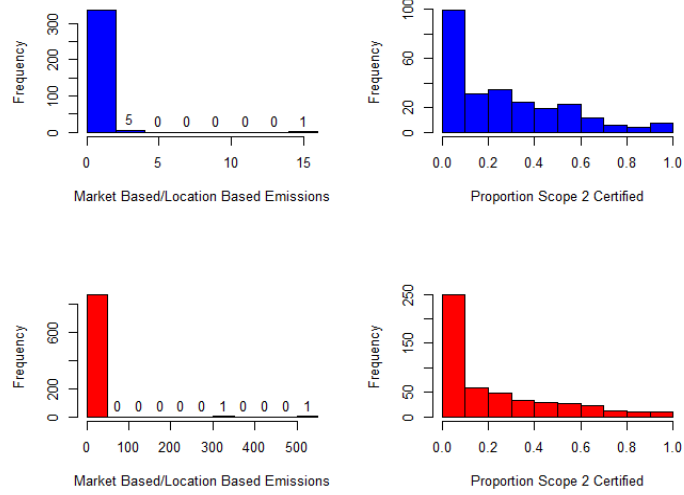 Frequency
300
200
100
0
5 0 0 0 0 0 1
0 5 10 15
Market Based/Location Based Emissions
Frequency
100
60
20
0
0.0 0.2 0.4 0.6 0.8 1.0
Proportion Scope 2 Certified
Frequency
600
200
0
0 0 0 0 0 1 0 0 0 1
0 100 200 300 400 500
Market Based/Location Based Emissions
Frequency
250
150
50
0
0.0 0.2 0.4 0.6 0.8 1.0
Proportion Scope 2 Certified